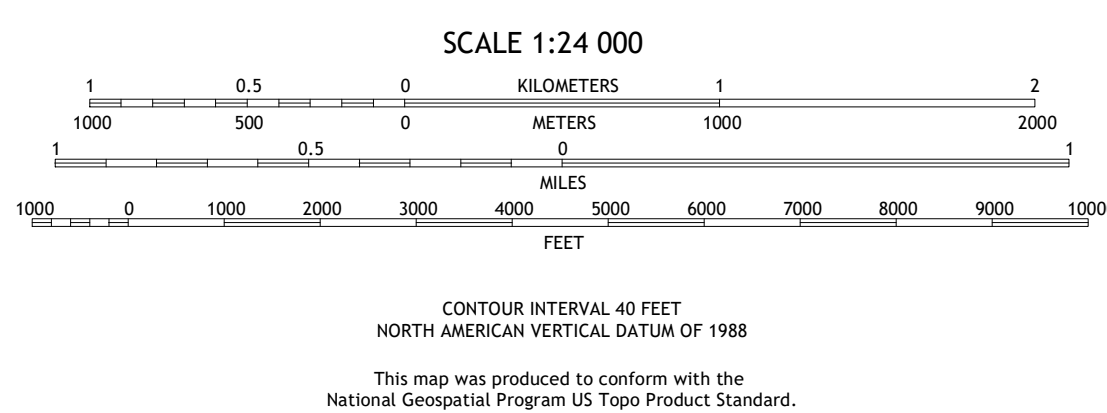 SCALE 1:24 000
1 0.5 0 KILOMETERS 1 2
1000 500 0 METERS 1000 2000
1 0.5 0 1
MILES
1000 0 1000 2000 3000 4000 5000 6000 7000 8000 9000 1000
FEET
CONTOUR INTERVAL 40 FEET
NORTH AMERICAN VERTICAL DATUM OF 1988
This map was produced to conform with the
National Geospatial Program US Topo Product Standard.